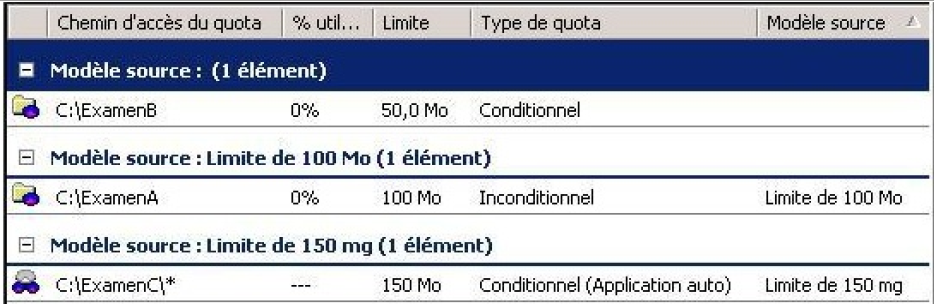 Chemin d'accès du quota % util... Limite Type de quota Modèle source
Modèle source : (1 élément)
C:\ExamenB 0% 50,0 Mo Conditionnel
Modèle source : Limite de 100 Mo (1 élément)
C:\ExamenA 0% 100 Mo Inconditionnel Limite de 100 Mo
Modèle source : Limite de 150 mg (1 élément)
C:\ExamenC\* --- 150 Mo Conditionnel (Application auto) Limite de 150 mg